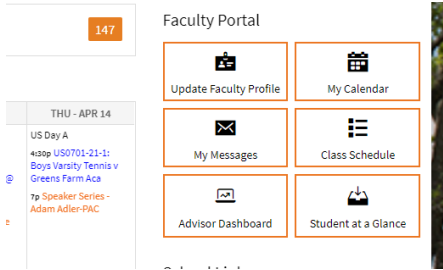 147
THU - APR 14
US Day A
4:30p US0701-21-1:
Boys Varsity Tennis v
Greens Farm Aca
7p Speaker Series -
Adam Adler-PAC
@
e
Faculty Portal
Update Faculty Profile
My Calendar
My Messages
Class Schedule
Advisor Dashboard
Student at a Glance